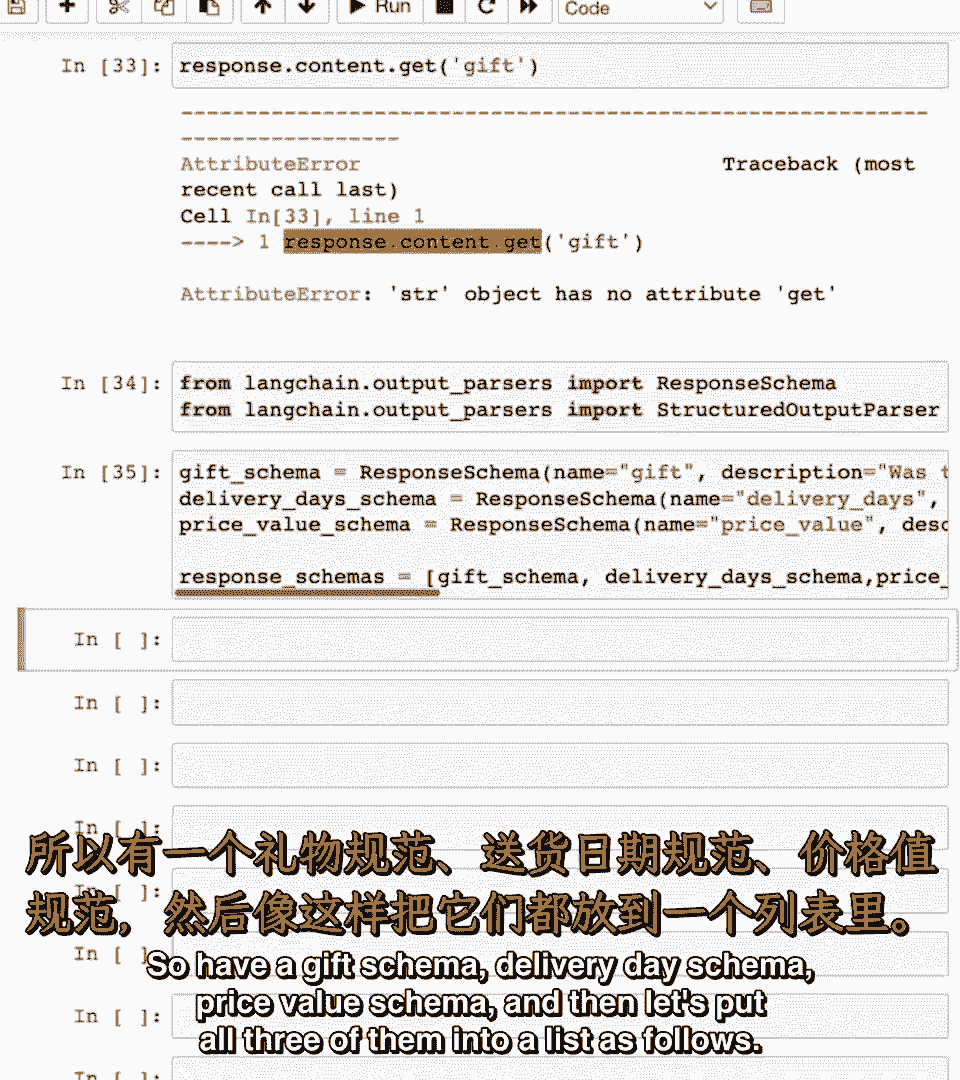 Run
Code
In [33]: response.content.get('gift')
---------------------------------------------------------------------------
AttributeError Traceback (most
recent call last)
Cell In[33], line 1
----> 1 response.content.get('gift')
AttributeError: 'str' object has no attribute 'get'
In [34]: from langchain.output_parsers import ResponseSchema
from langchain.output_parsers import StructuredOutputParser
In [35]: gift_schema = ResponseSchema(name="gift", description="Was t
delivery_days_schema = ResponseSchema(name="delivery_days",
price_value_schema = ResponseSchema(name="price_value", desc
response_schemas = [gift_schema, delivery_days_schema,price_
In [ ]:
In [ ]:
In [ ]:
In [ ]:
所以有一个礼物规范、送货日期规范、价格值
In [ ]:
规范，然后像这样把它们都放到一个列表里。
In [ ]:
So have a gift schema, delivery day schema,
price value schema, and then let's put
In [ ]:
all three of them into a list as follows.
In [ ]: